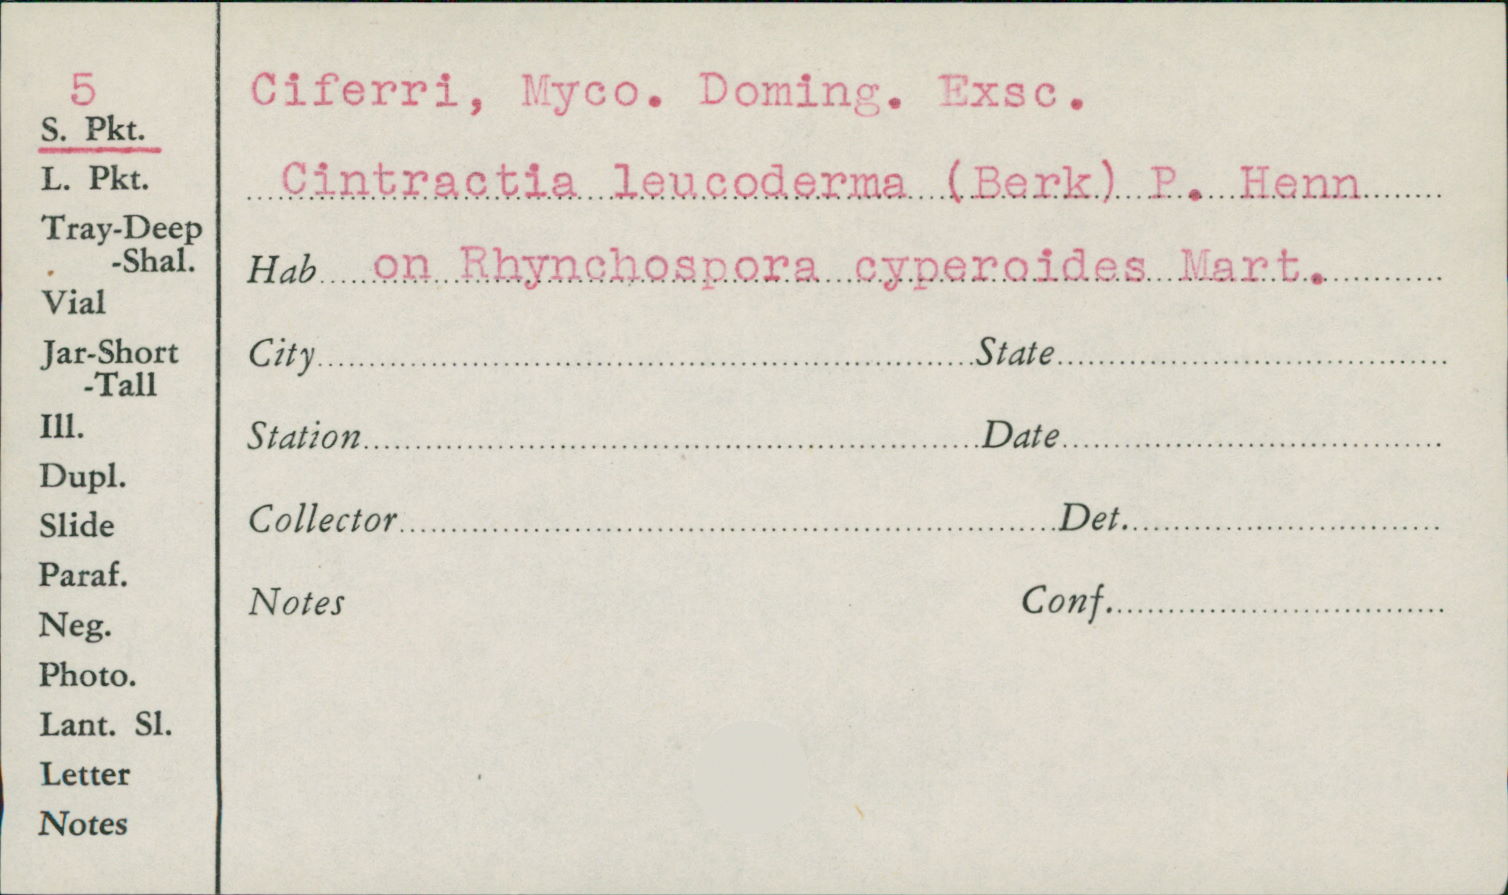 5
S. Pkt.
L. Pkt.
Tray-Deep
-Shal.
Vial
Jar-Short
-Tall
Ill.
Dupl.
Slide
Paraf.
Neg.
Photo.
Lant. Sl.
Letter
Notes
Ciferri, Myco. Doming. Exsc.
Cintractia leucoderma (Berk) P. Henn
Hab on Rhynchospora cyperoides Mart.
City State
Station Date
Collector Det.
Notes Conf.